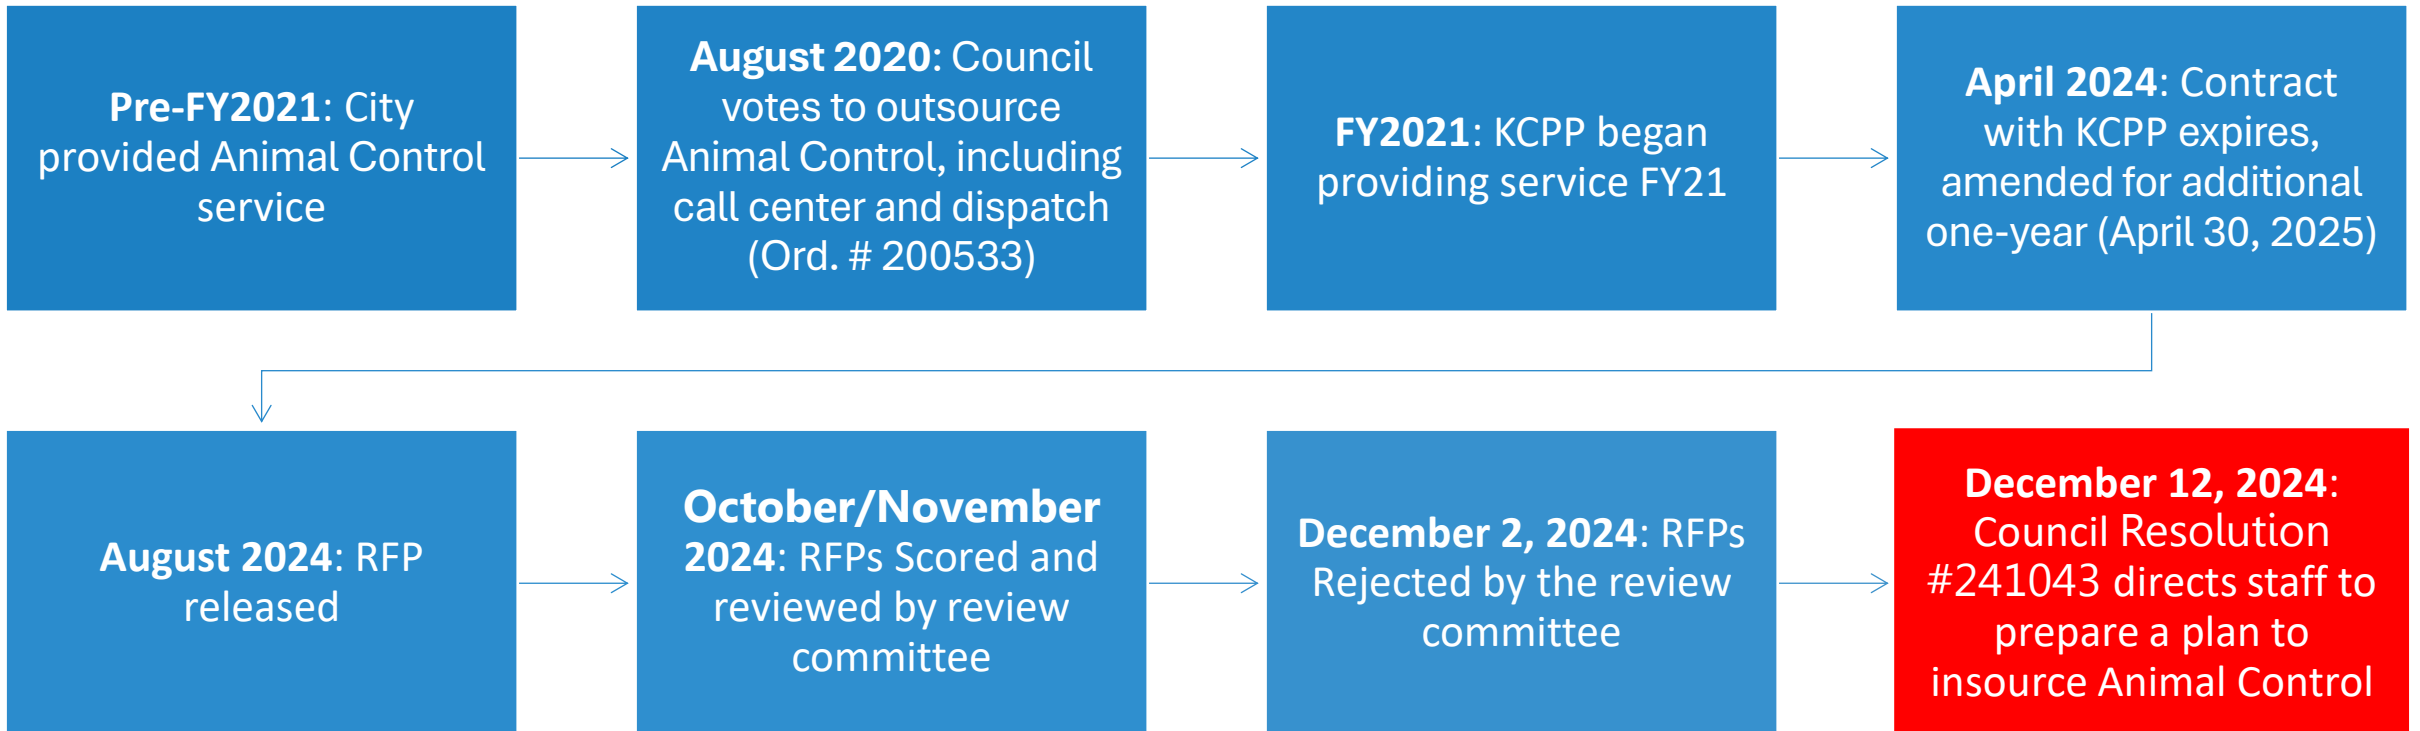 Pre-FY2021: City
provided Animal Control
service
August 2020: Council
votes to outsource
Animal Control, including
call center and dispatch
(Ord. # 200533)
FY2021: KCPP began
providing service FY21
April 2024: Contract
with KCPP expires,
amended for additional
one-year (April 30, 2025)
August 2024: RFP
released
October/November
2024: RFPs Scored and
reviewed by review
committee
December 2, 2024: RFPs
Rejected by the review
committee
December 12, 2024:
Council Resolution
#241043 directs staff to
prepare a plan to
insource Animal Control